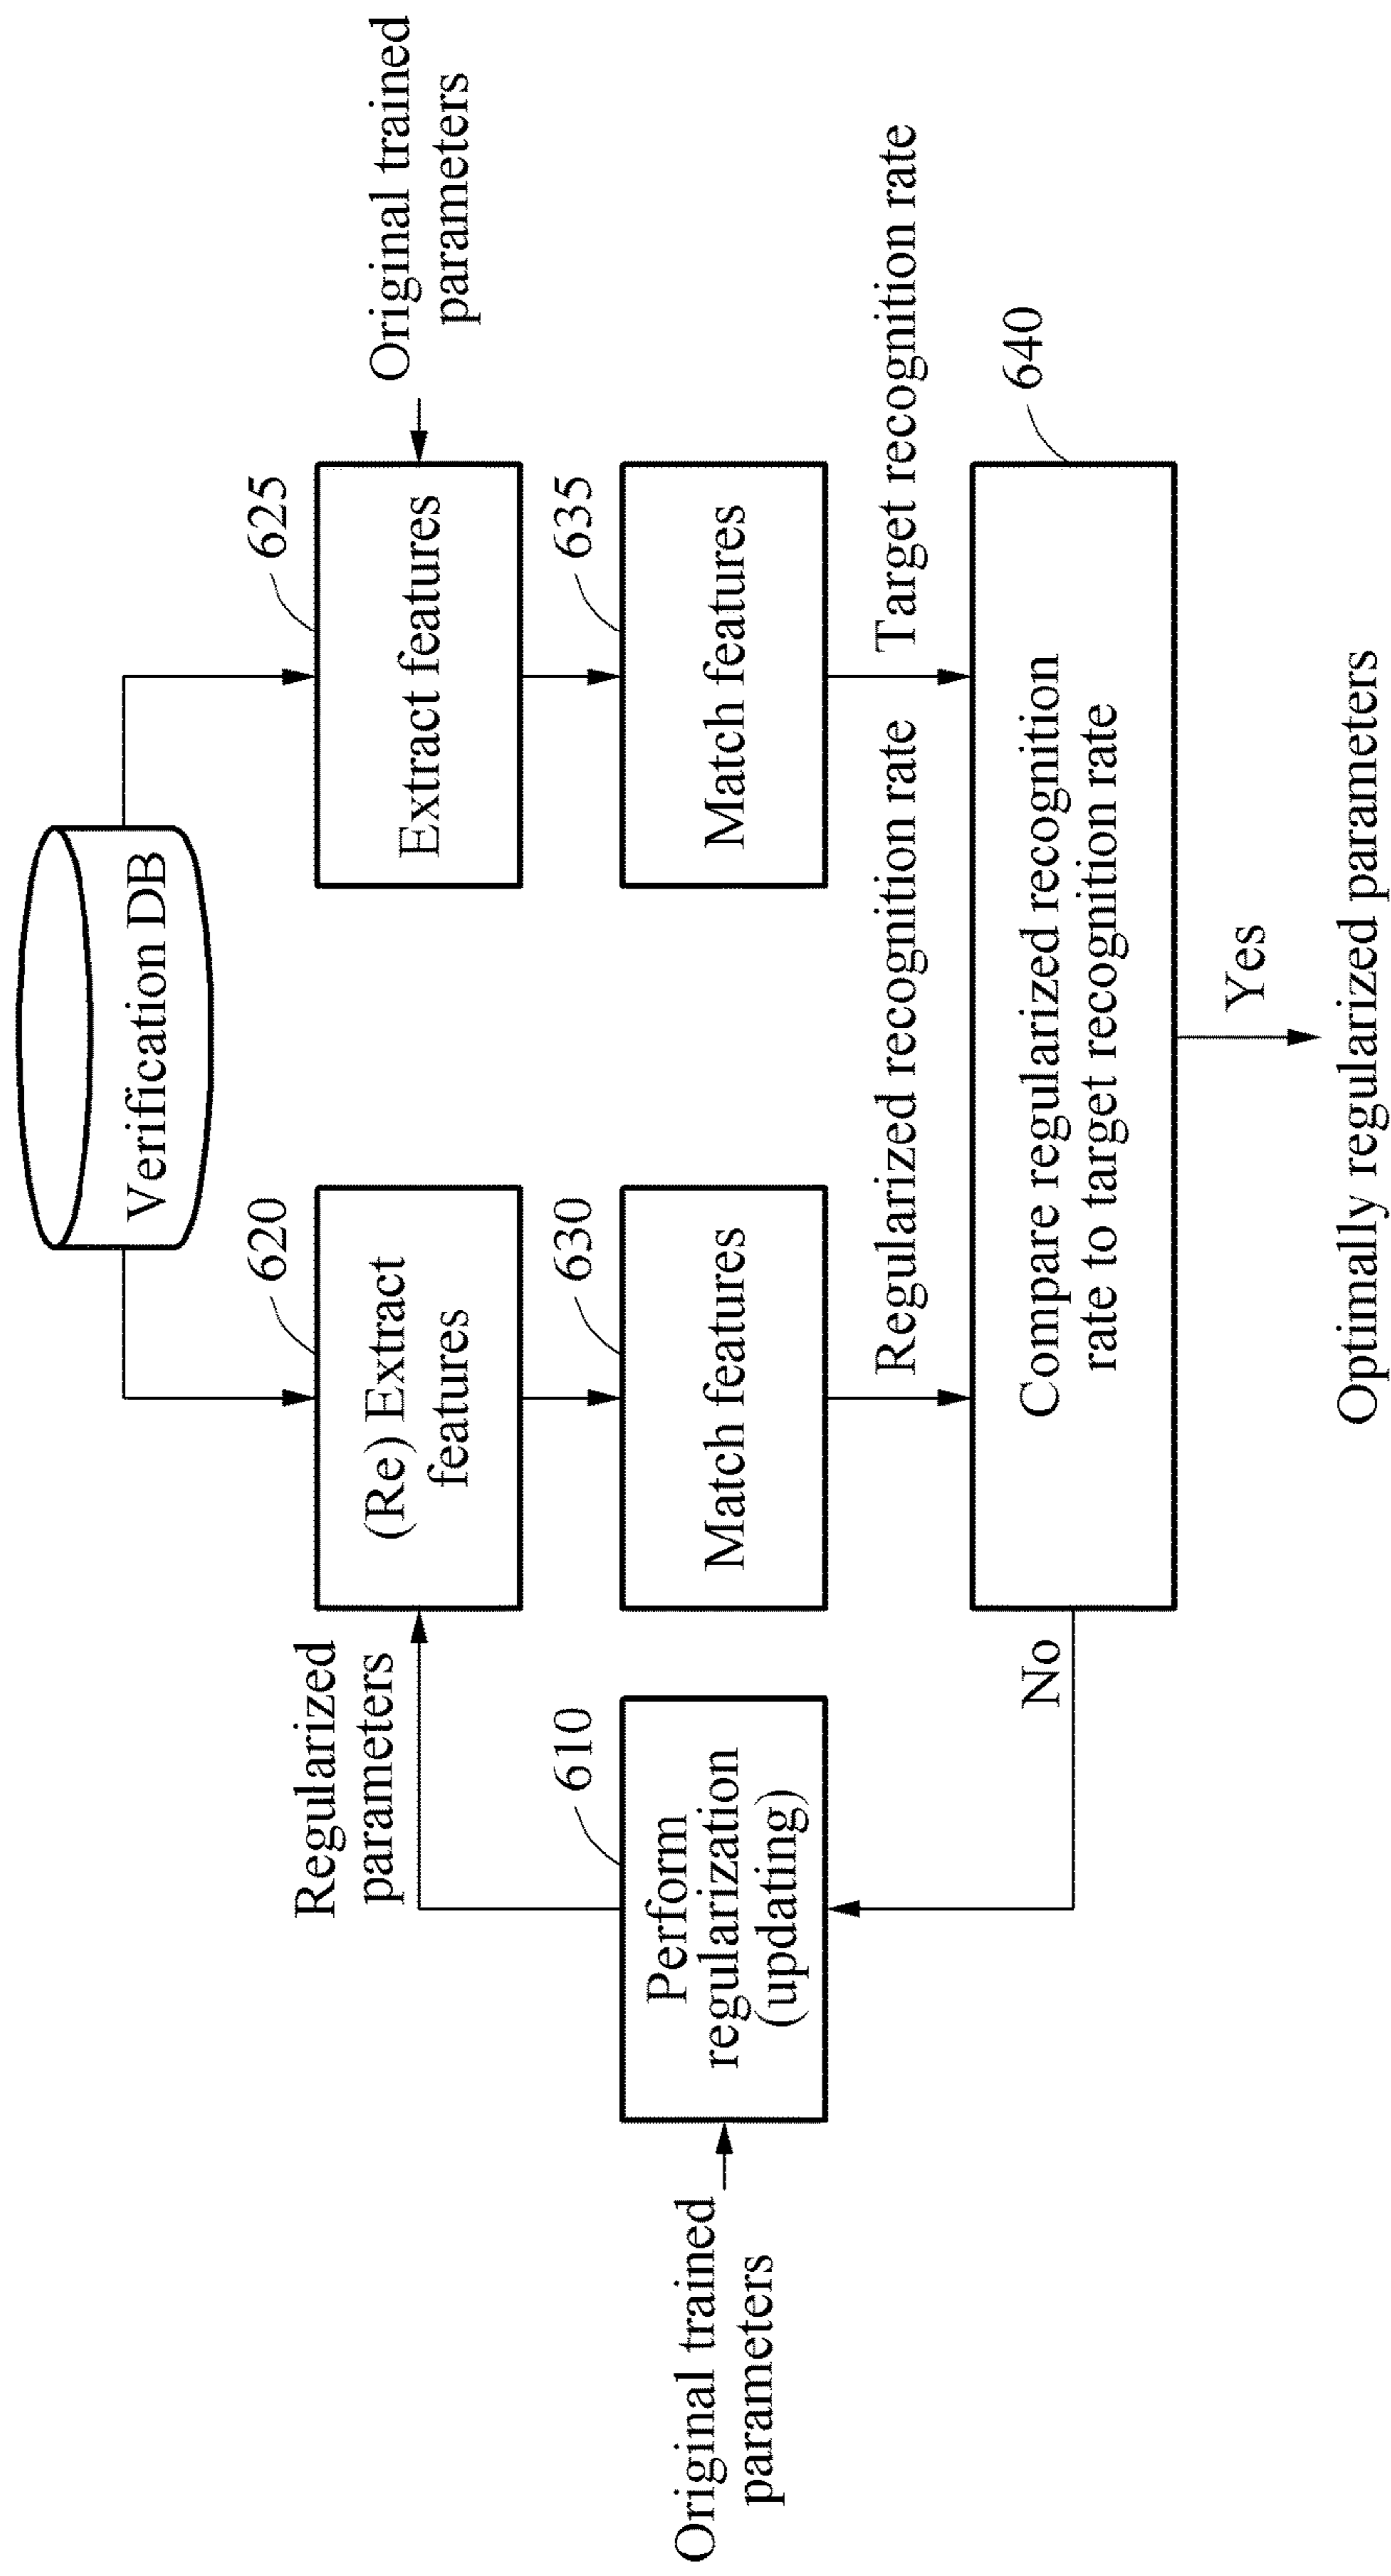 Verification DB
620
(Re) Extract
features
625
Extract features
Original trained
parameters
Regularized
parameters
610
Perform
regularization
(updating)
Original trained
parameters
630
Match features
635
Match features
Regularized recognition rate
Target recognition rate
640
Compare regularized recognition
rate to target recognition rate
No
Yes
Optimally regularized parameters